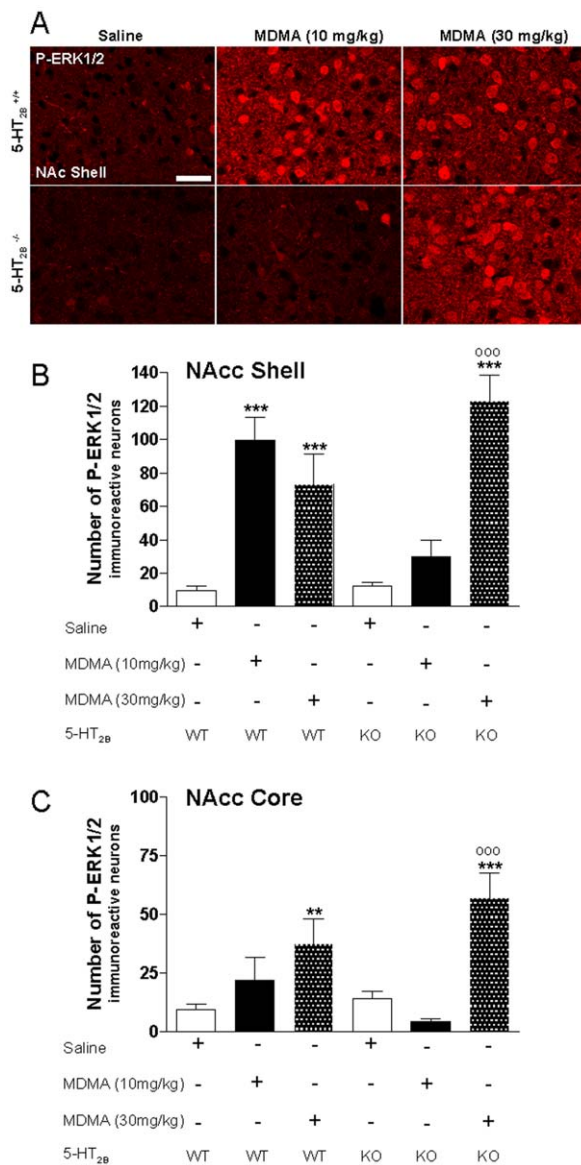 A
Saline MDMA (10 mg/kg) MDMA (30 mg/kg)
P-ERK1/2
5-HT2B +/+
NAc Shell
5-HT2B -/-
B
NAcc Shell
Number of P-ERK1/2
immunoreactive neurons
140
120
100
80
60
40
20
0
*** *** ooo ***
Saline + - - + - -
MDMA (10mg/kg) - + - - + -
MDMA (30mg/kg) - - + - - +
5-HT2B WT WT WT KO KO KO
C
NAcc Core
Number of P-ERK1/2
immunoreactive neurons
100
75
50
25
0
** ooo ***
Saline + - - + - -
MDMA (10mg/kg) - + - - + -
MDMA (30mg/kg) - - + - - +
5-HT2B WT WT WT KO KO KO